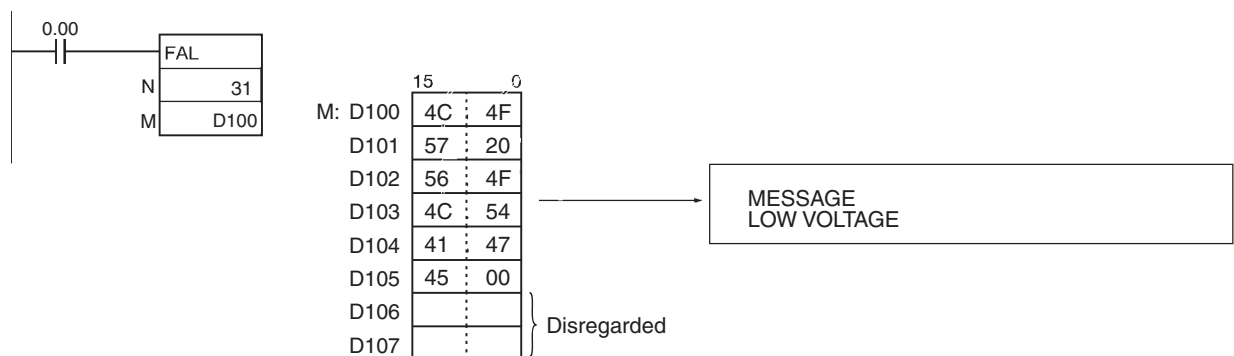 0.00
FAL
N 31
M D100
15 0
M: D100 4C 4F
D101 57 20
D102 56 4F
D103 4C 54
D104 41 47
D105 45 00
D106
D107
Disregarded
MESSAGE
LOW VOLTAGE